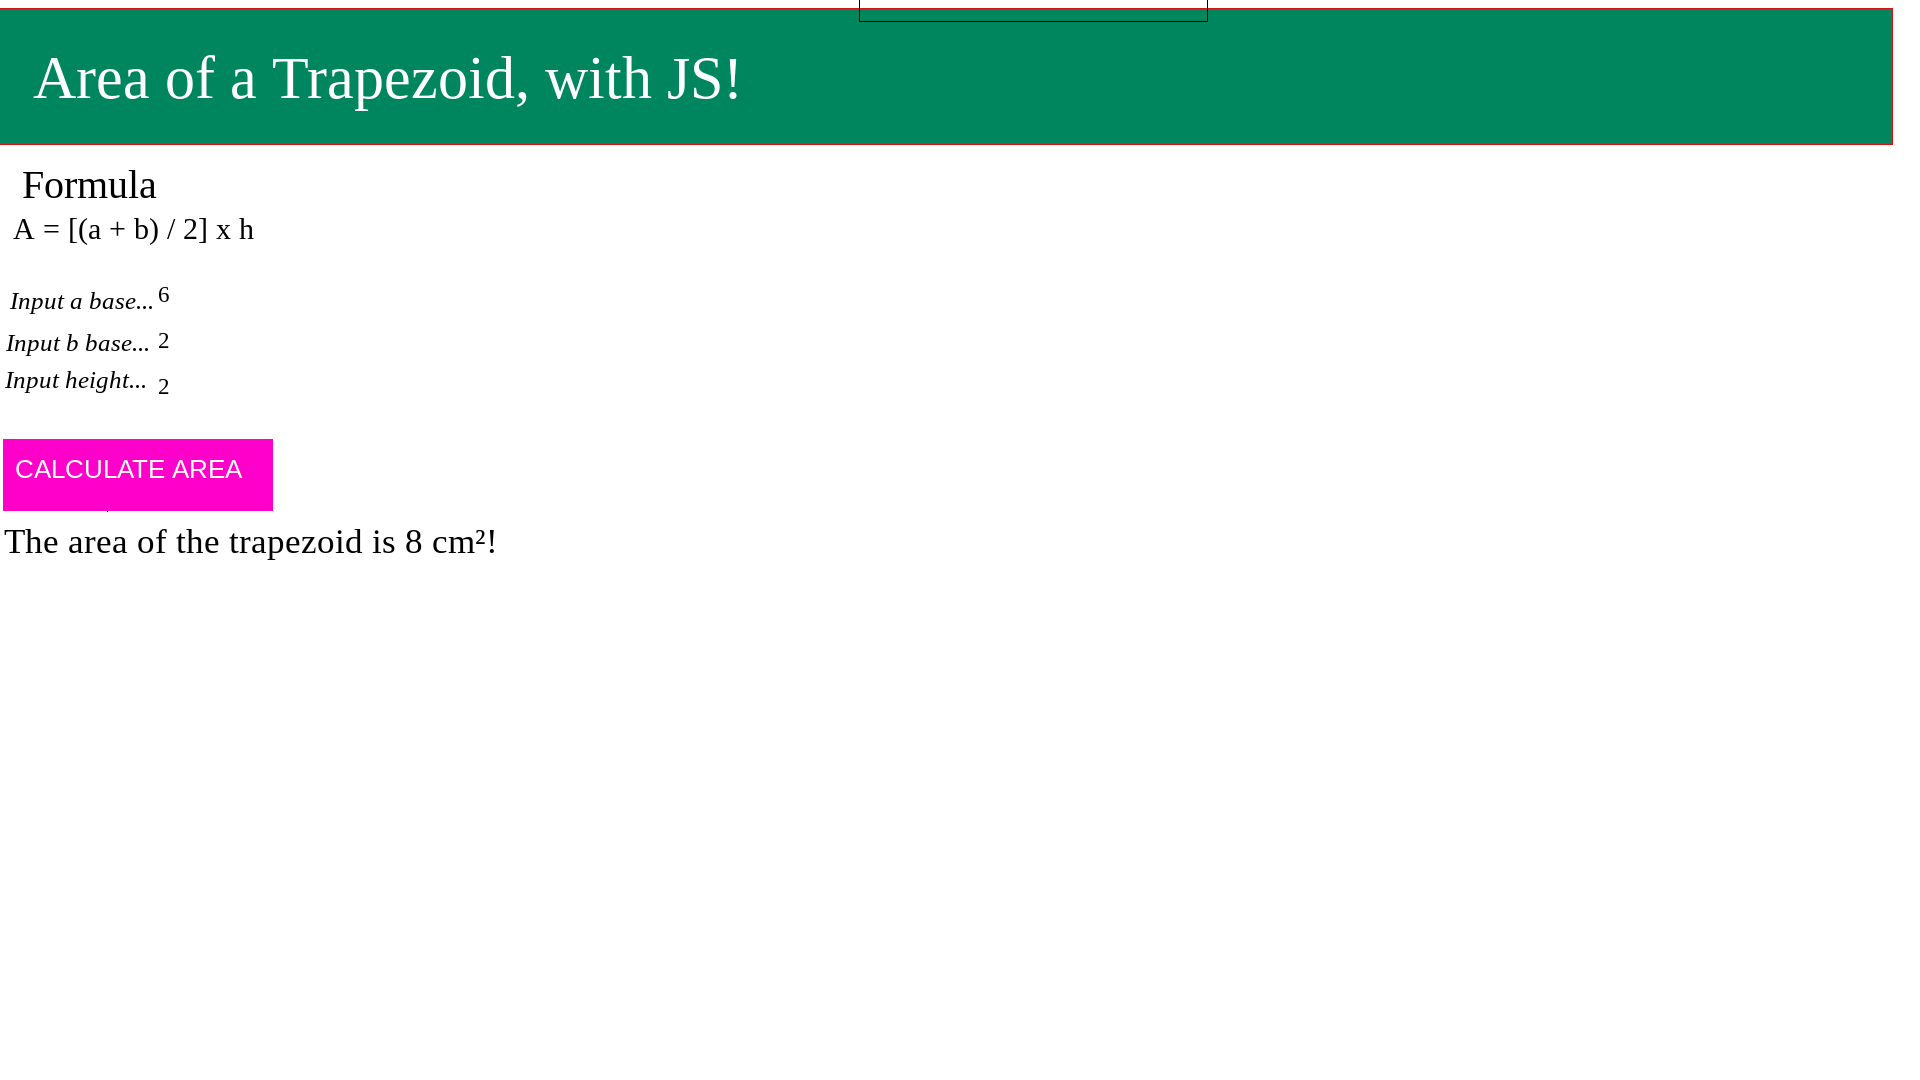 Area of a Trapezoid, with JS!
Formula
A = [(a + b) / 2] x h
Input a base... 6
Input b base... 2
Input height... 2
CALCULATE AREA
The area of the trapezoid is 8 cm²!